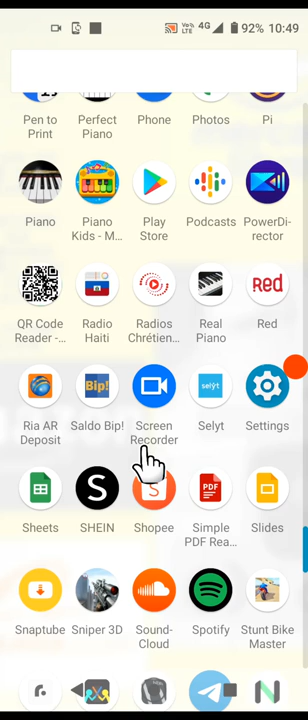 4G 92% 10:49
VoLTE
Pen to Print
Perfect Piano
Phone
Photos
Pi
Piano
Piano Kids - M...
Play Store
Podcasts
PowerDi-
rector
QR Code Reader -...
Radio Haiti
Radios Chrétien...
Real Piano
Red
Red
Bip!
selyt
Ria AR Deposit
Saldo Bip!
Screen Recorder
Selyt
Settings
S
S
PDF
Sheets
SHEIN
Shopee
Simple PDF Rea...
Slides
Snaptube
Sniper 3D
Sound-
Cloud
Spotify
Stunt Bike Master